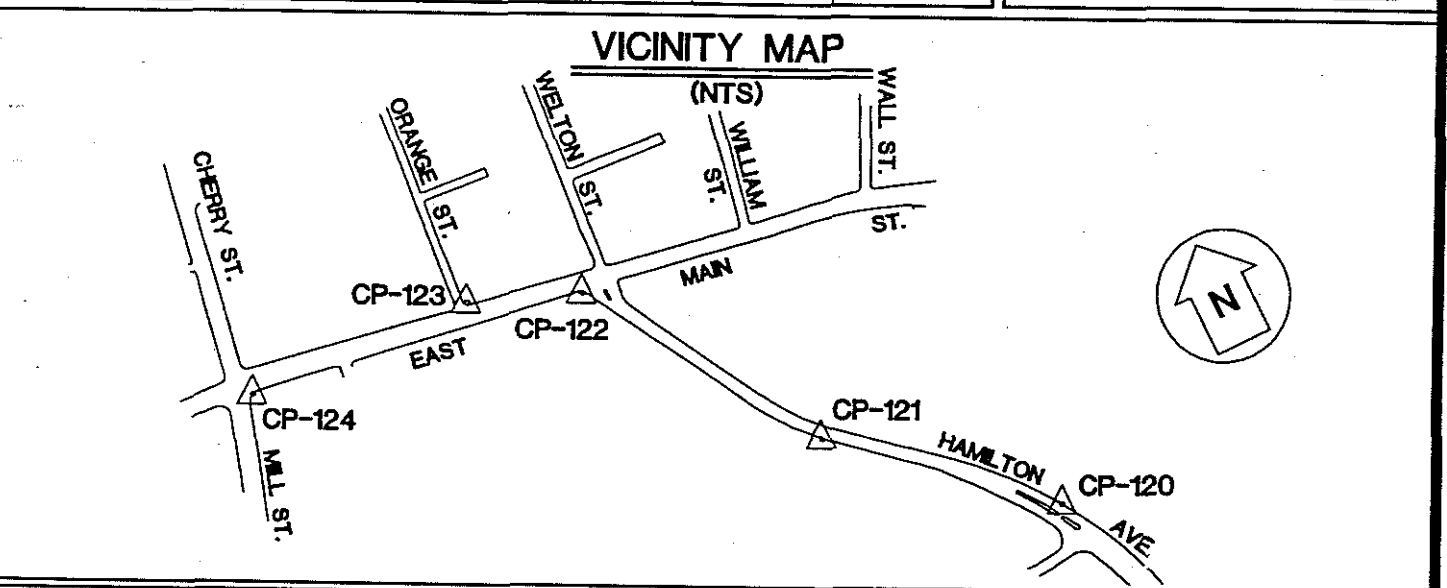 VICINITY MAP
(NTS)
CHERRY ST.
ORANGE ST.
WELTON ST.
WILLIAM ST.
WALL ST.
EAST MAIN ST.
CP-123
CP-122
CP-124
CP-121
CP-120
MILL ST.
HAMILTON AVE.
N